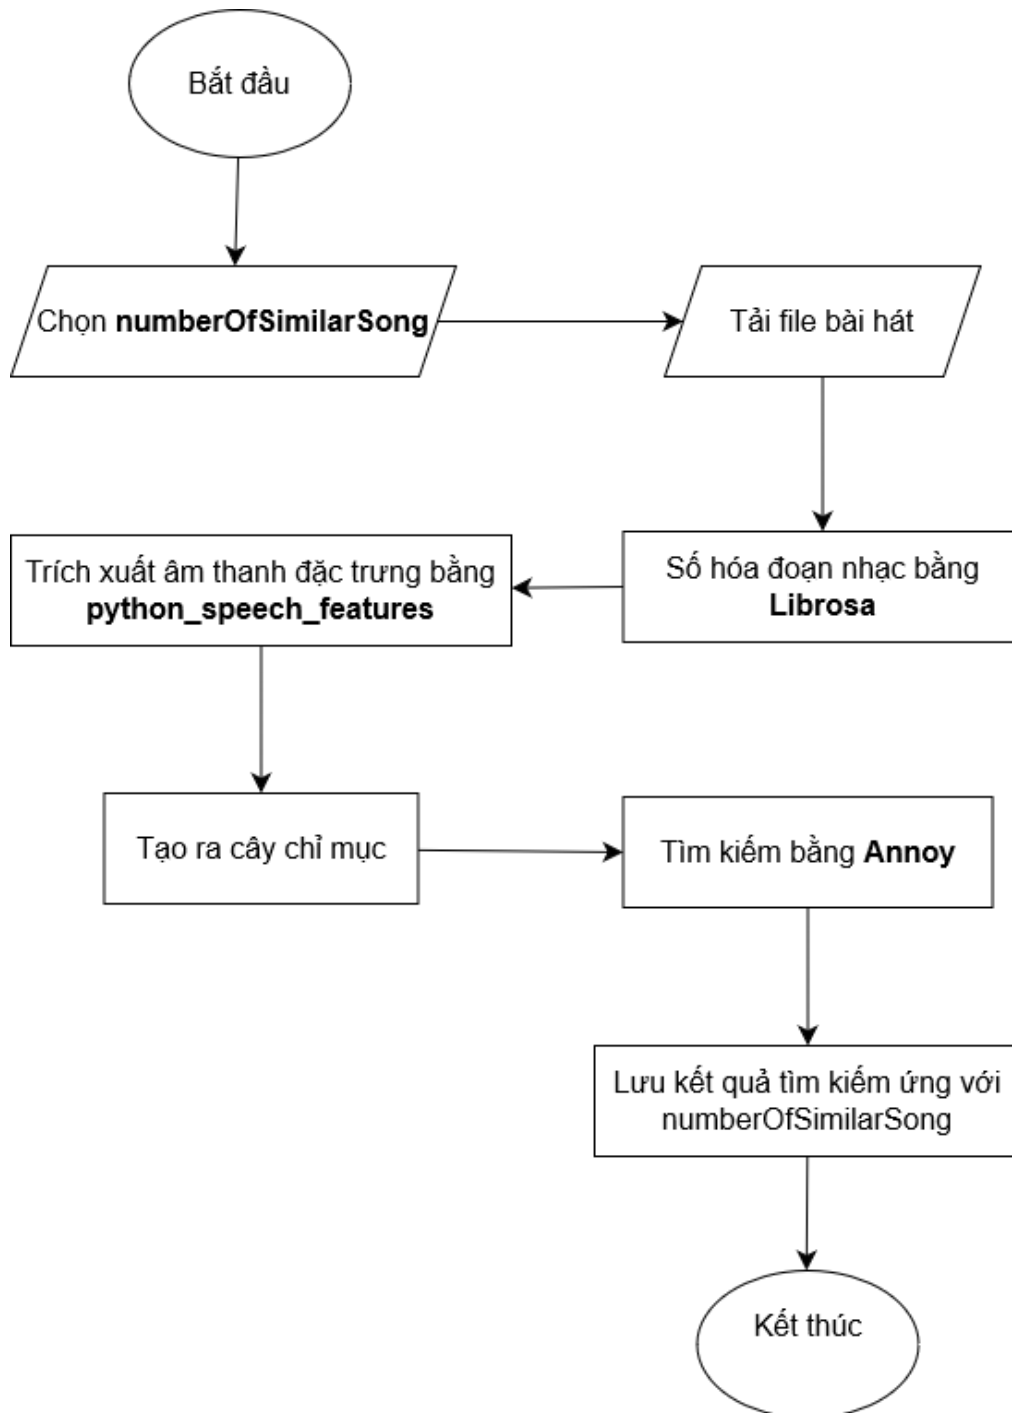 Bắt đầu
Chọn numberOfSimilarSong
Tải file bài hát
Số hóa đoạn nhạc bằng
Librosa
Trích xuất âm thanh đặc trưng bằng
python_speech_features
Tạo ra cây chỉ mục
Tìm kiếm bằng Annoy
Lưu kết quả tìm kiếm ứng với
numberOfSimilarSong
Kết thúc